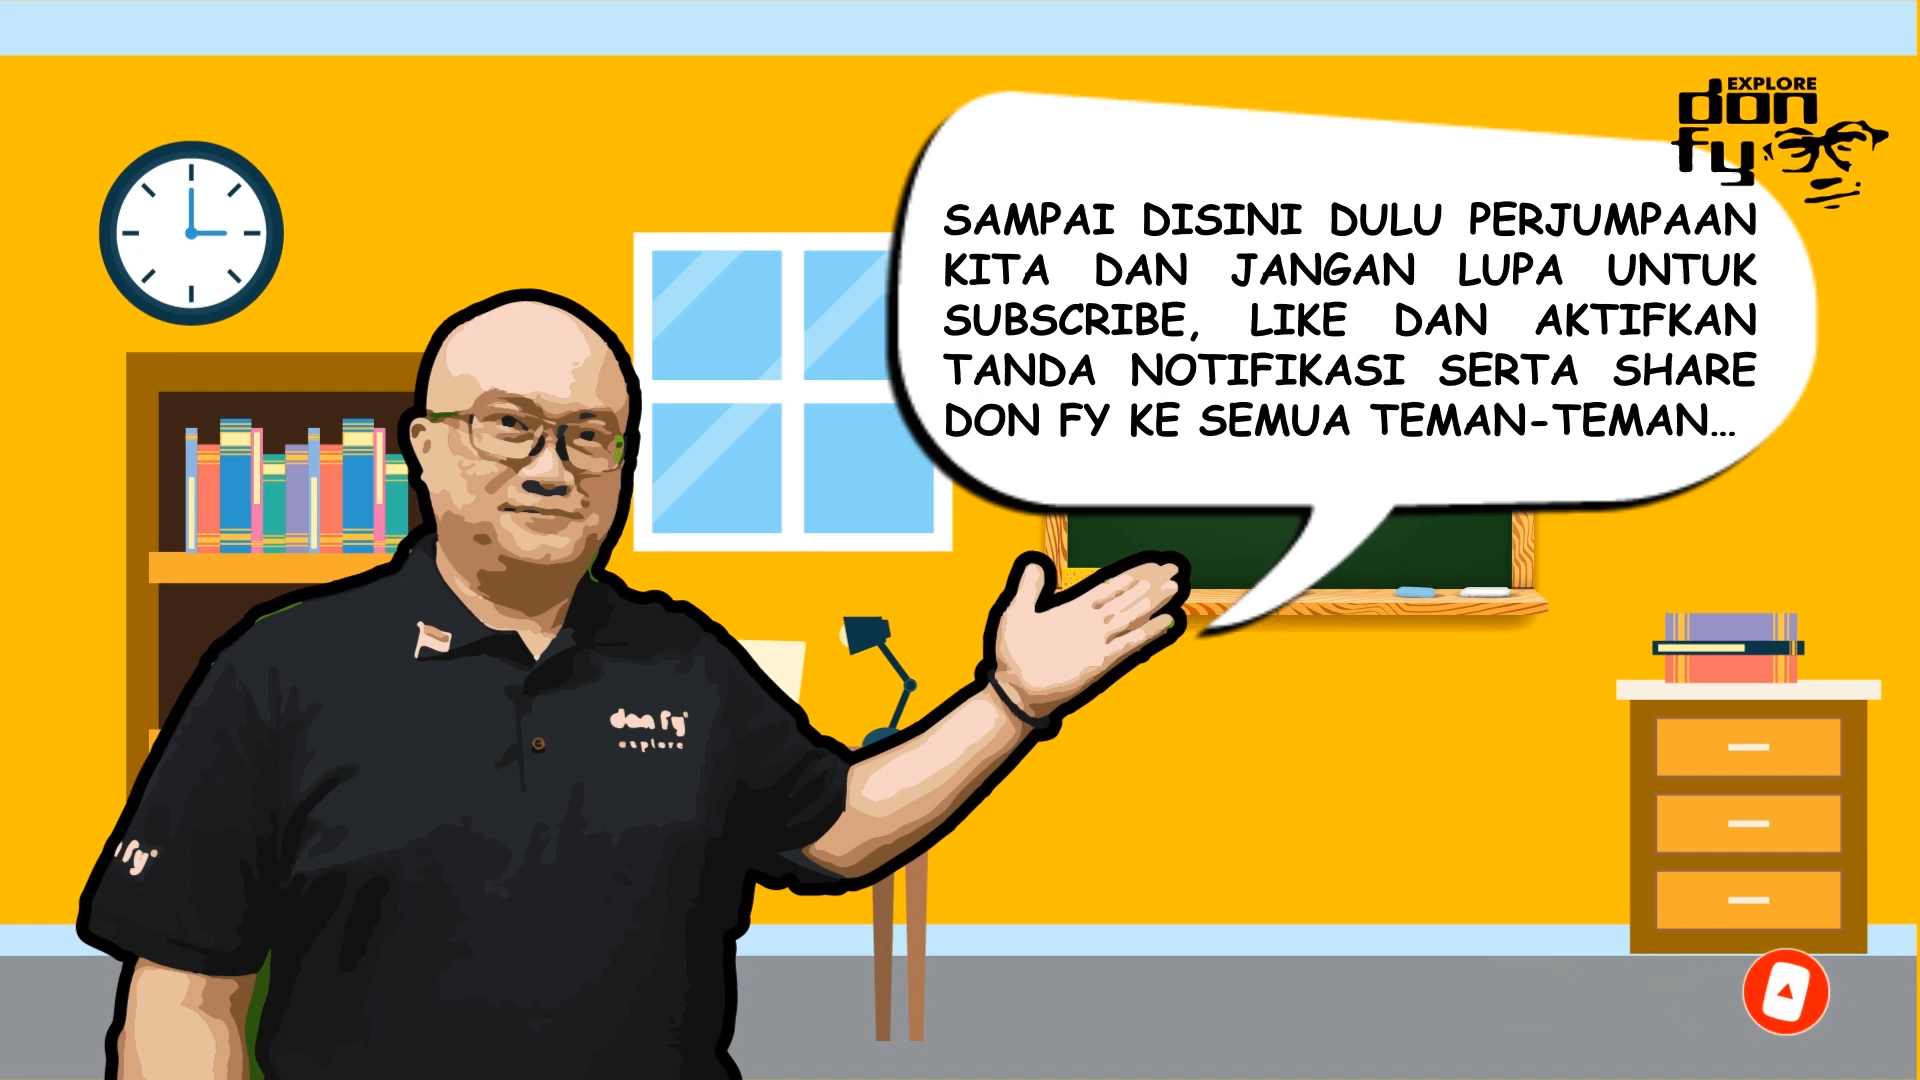 EXPLORE
don
fy
SAMPAI DISINI DULU PERJUMPAAN
KITA DAN JANGAN LUPA UNTUK
SUBSCRIBE, LIKE DAN AKTIFKAN
TANDA NOTIFIKASI SERTA SHARE
DON FY KE SEMUA TEMAN-TEMAN...
don fy
explore
fy